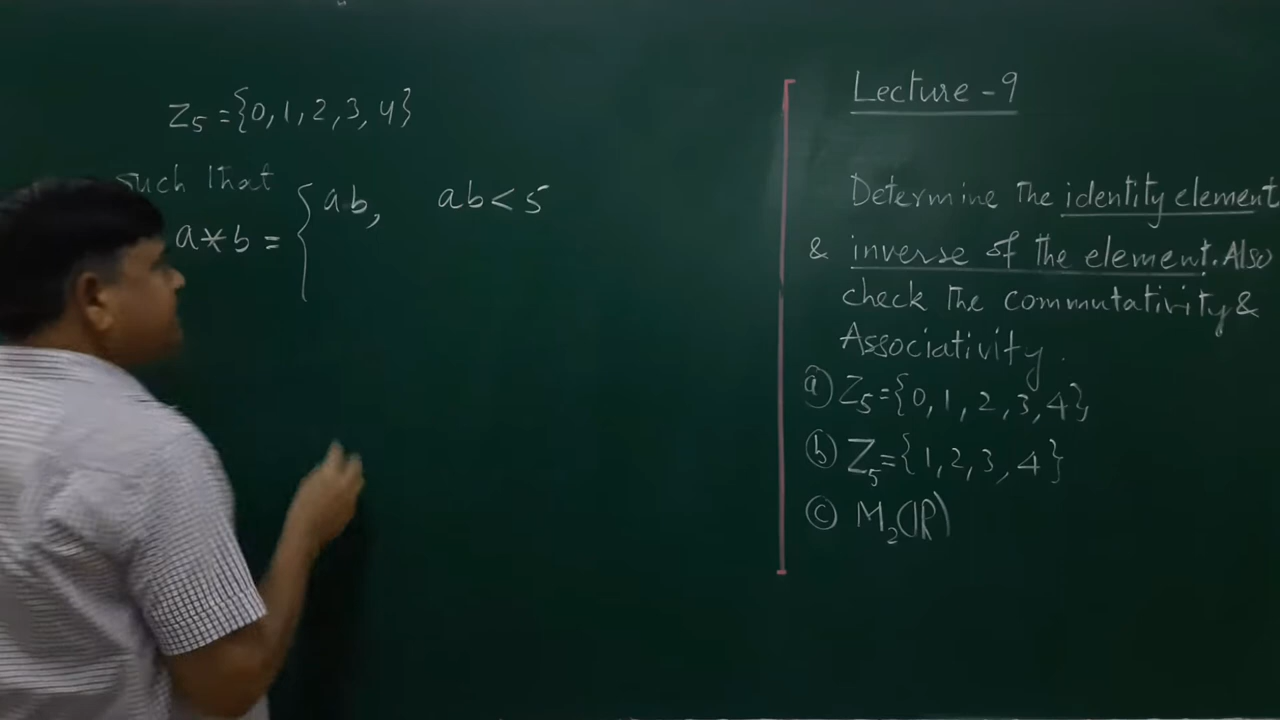 Z₅ = {0, 1, 2, 3, 4}
such that
a * b = { ab, ab < 5
Lecture - 9
Determine the identity element
& inverse of the element. Also
check the commutativity &
Associativity.
ⓐ Z₅ = {0, 1, 2, 3, 4},
ⓑ Z₅ = {1, 2, 3, 4}
ⓒ M₂(ℝ)